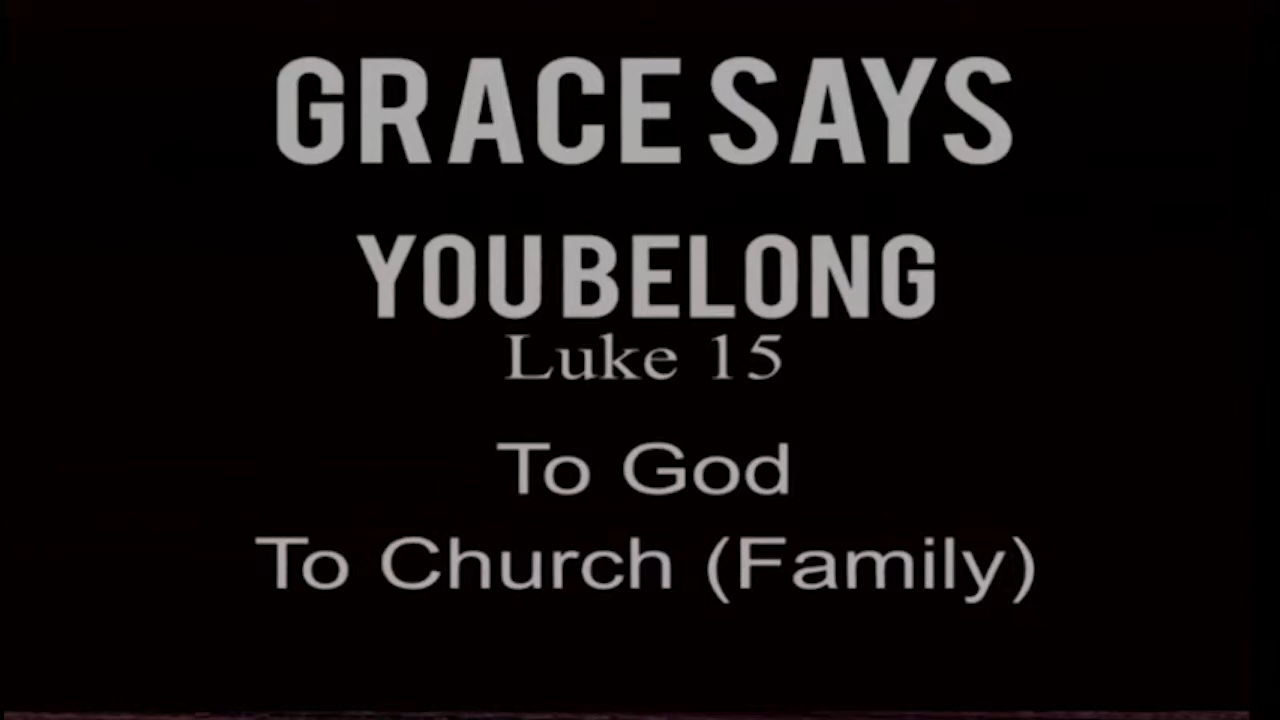 GRACE SAYS
YOU BELONG
Luke 15
To God
To Church (Family)